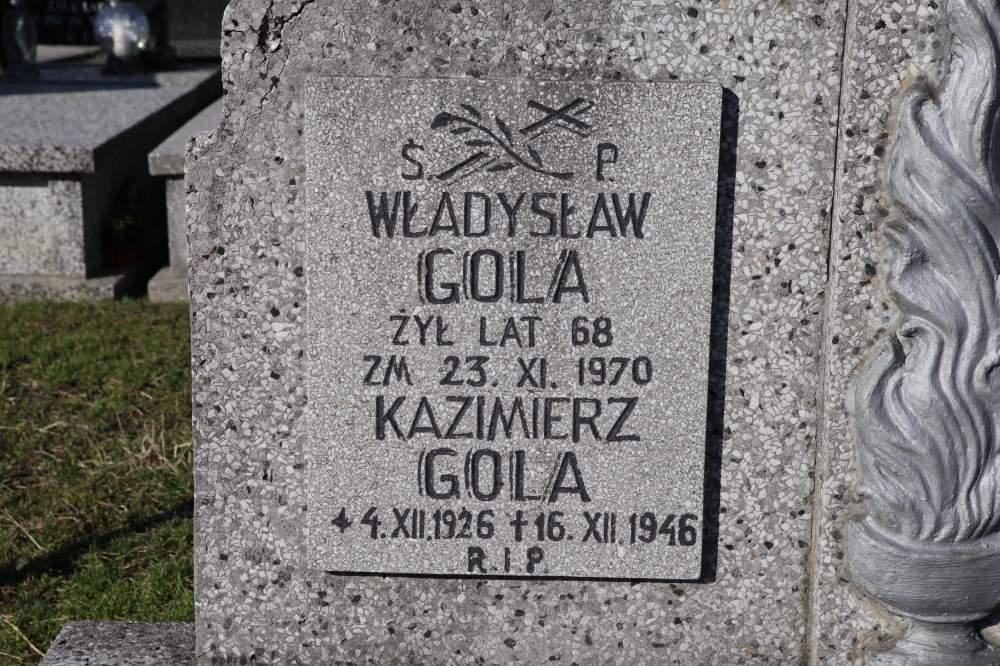 Ś P.
WŁADYSŁAW
GOLA
ŻYŁ LAT 68
ZM. 23. XI. 1970
KAZIMIERZ
GOLA
* 4. XII. 1926 † 16. XII. 1946
R.I.P.